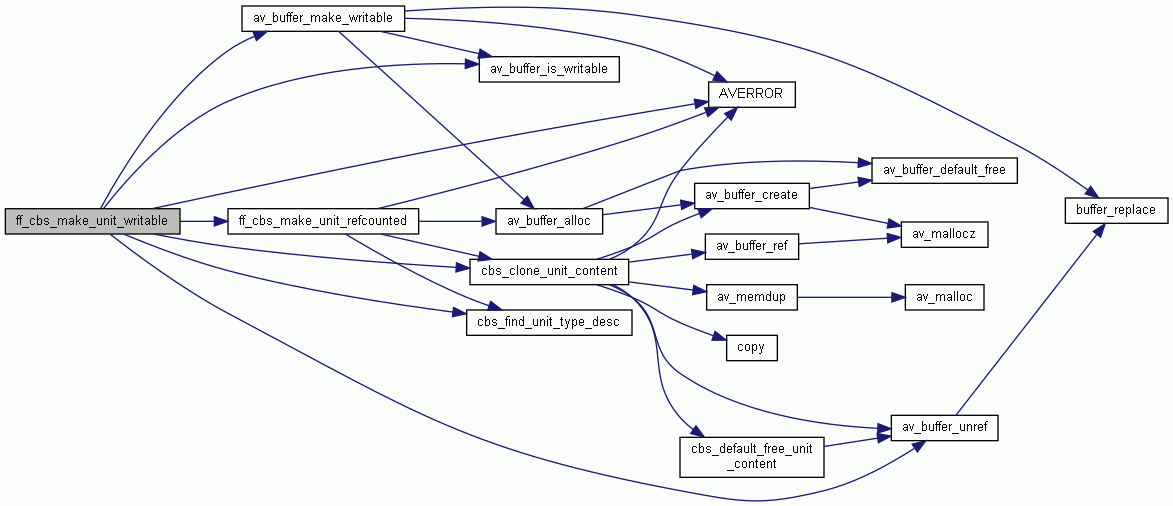 av_buffer_make_writable
av_buffer_is_writable
AVERROR
av_buffer_default_free
av_buffer_create
buffer_replace
ff_cbs_make_unit_writable
ff_cbs_make_unit_refcounted
av_buffer_alloc
av_mallocz
av_buffer_ref
cbs_clone_unit_content
av_memdup
av_malloc
cbs_find_unit_type_desc
copy
av_buffer_unref
cbs_default_free_unit
_content